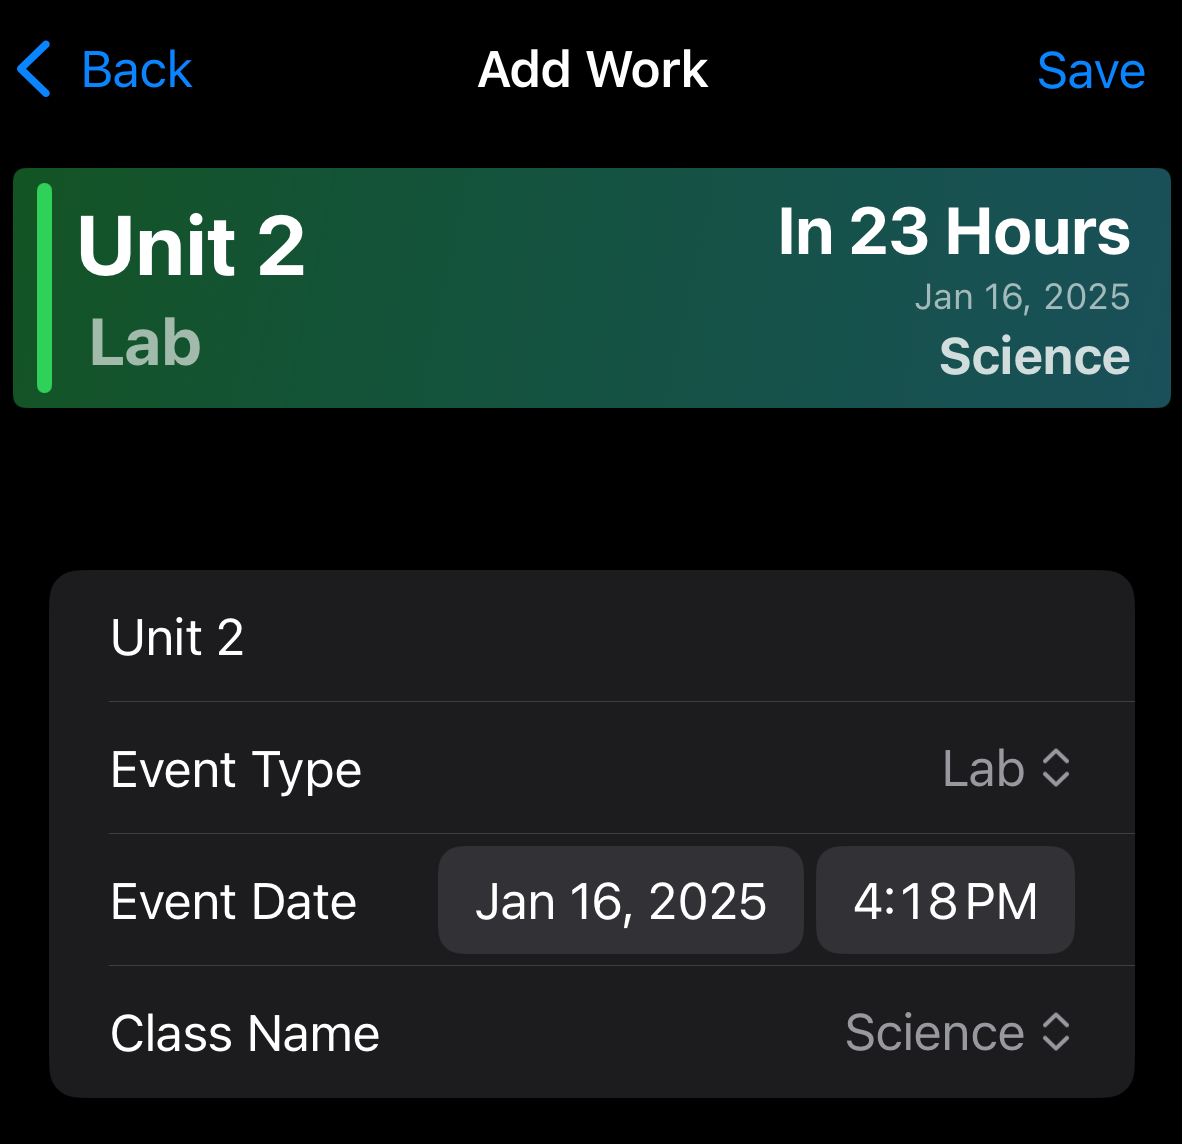 Back Add Work Save
Unit 2
Lab
In 23 Hours
Jan 16, 2025
Science
Unit 2
Event Type Lab
Event Date Jan 16, 2025 4:18 PM
Class Name Science